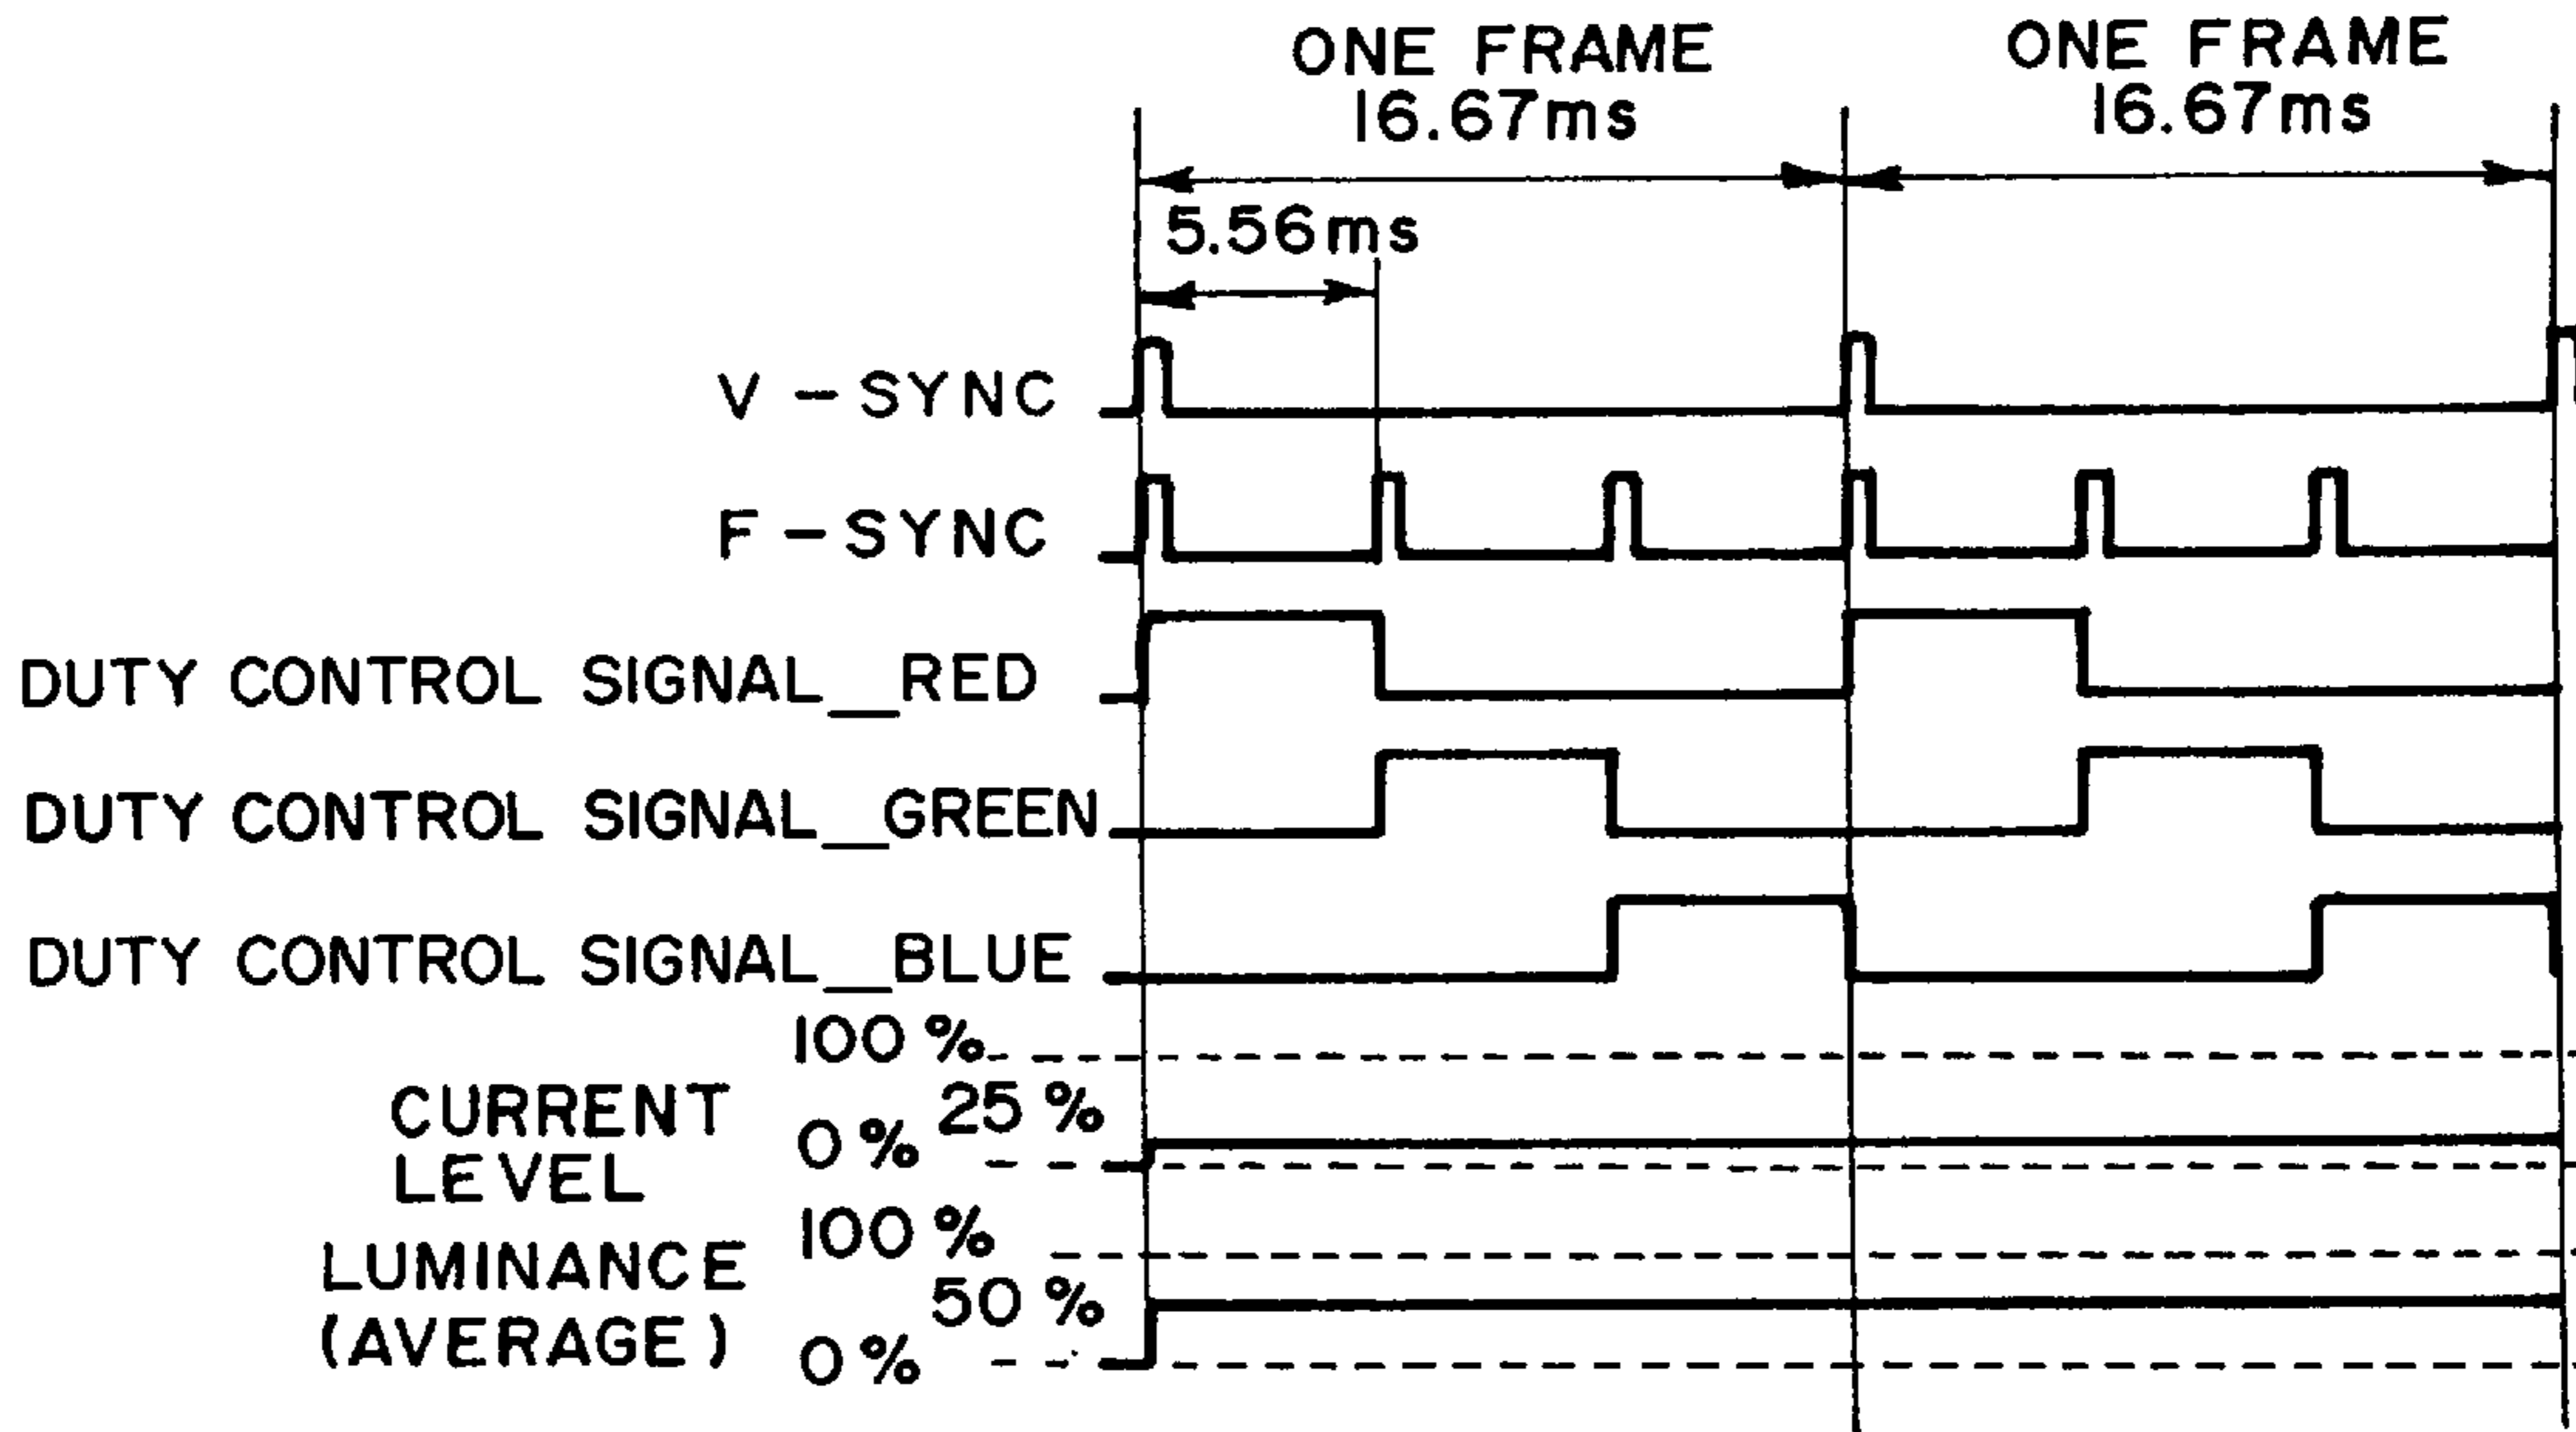 ONE FRAME
16.67ms
ONE FRAME
16.67ms
5.56ms
V - SYNC
F - SYNC
DUTY CONTROL SIGNAL_RED
DUTY CONTROL SIGNAL_GREEN
DUTY CONTROL SIGNAL_BLUE
CURRENT
LEVEL
100 %
25 %
0 %
LUMINANCE
(AVERAGE)
100 %
50 %
0 %